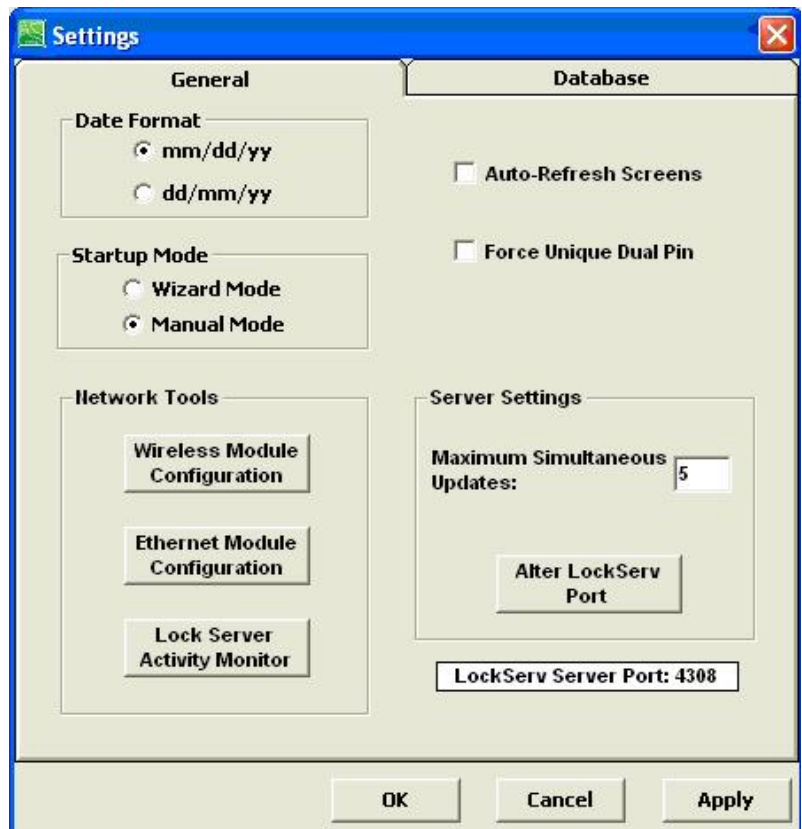 Settings
General
Database
Date Format
mm/dd/yy
dd/mm/yy
Auto-Refresh Screens
Force Unique Dual Pin
Startup Mode
Wizard Mode
Manual Mode
Network Tools
Wireless Module
Configuration
Ethernet Module
Configuration
Lock Server
Activity Monitor
Server Settings
Maximum Simultaneous
Updates:
5
Alter LockServ
Port
LockServ Server Port: 4308
OK
Cancel
Apply